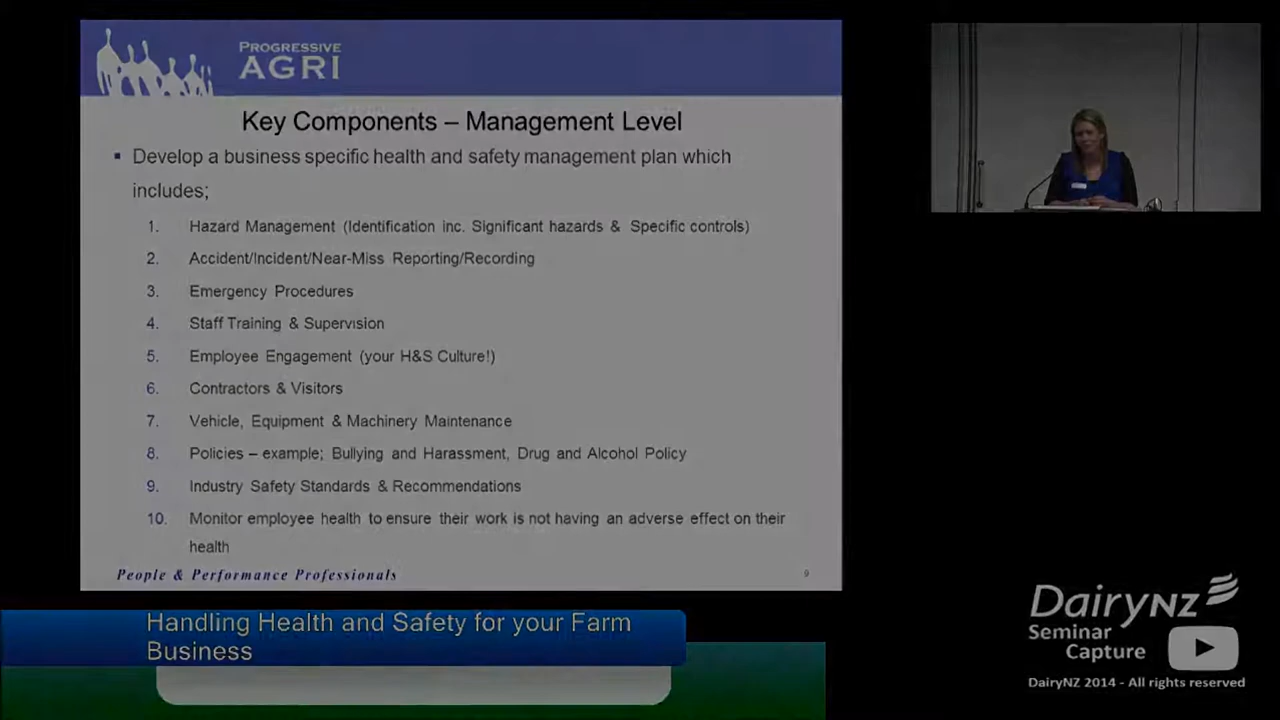 PROGRESSIVE
AGRI
Key Components – Management Level
▪ Develop a business specific health and safety management plan which
includes;
1. Hazard Management (Identification inc. Significant hazards & Specific controls)
2. Accident/Incident/Near-Miss Reporting/Recording
3. Emergency Procedures
4. Staff Training & Supervision
5. Employee Engagement (your H&S Culture!)
6. Contractors & Visitors
7. Vehicle, Equipment & Machinery Maintenance
8. Policies – example; Bullying and Harassment, Drug and Alcohol Policy
9. Industry Safety Standards & Recommendations
10. Monitor employee health to ensure their work is not having an adverse effect on their
health
People & Performance Professionals
9
Handling Health and Safety for your Farm
Business
DairyNZ
Seminar
Capture
DairyNZ 2014 - All rights reserved